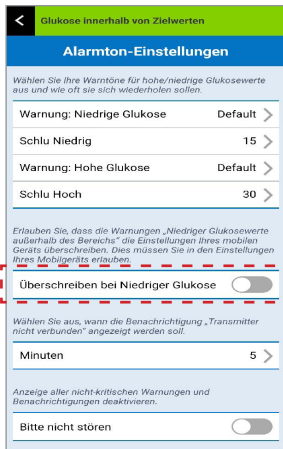 Glukose innerhalb von Zielwerten
Alarmton-Einstellungen
Wählen Sie Ihre Warntöne für hohe/niedrige Glukosewerte
aus und wie oft sie sich wiederholen sollen.
Warnung: Niedrige Glukose Default
Schlu Niedrig 15
Warnung: Hohe Glukose Default
Schlu Hoch 30
Erlauben Sie, dass die Warnungen „Niedriger Glukosewerte
außerhalb des Bereichs“ die Einstellungen Ihres mobilen
Geräts überschreiben. Dies müssen Sie in den Einstellungen
Ihres Mobilgeräts erlauben.
Überschreiben bei Niedriger Glukose
Wählen Sie aus, wann die Benachrichtigung „Transmitter
nicht verbunden“ angezeigt werden soll.
Minuten 5
Anzeige aller nicht-kritischen Warnungen und
Benachrichtigungen deaktivieren.
Bitte nicht stören